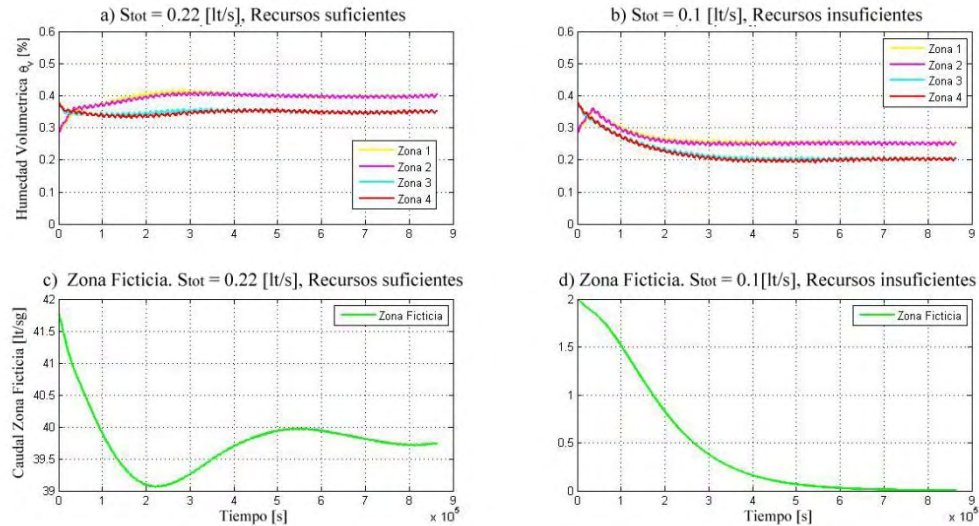 a) Stot = 0.22 [lt/s], Recursos suficientes
b) Stot = 0.1 [lt/s], Recursos insuficientes
Humedad Volumetrica θv [%]
0.6
0.5
0.4
0.3
0.2
0.1
0
0 1 2 3 4 5 6 7 8 9
Zona 1
Zona 2
Zona 3
Zona 4
0.6
0.5
0.4
0.3
0.2
0.1
0
0 1 2 3 4 5 6 7 8 9
Zona 1
Zona 2
Zona 3
Zona 4
c) Zona Ficticia. Stot = 0.22 [lt/s], Recursos suficientes
d) Zona Ficticia. Stot = 0.1[lt/s], Recursos insuficientes
Caudal Zona Ficticia [lt/sg]
42
41.5
41
40.5
40
39.5
39
0 1 2 3 4 5 6 7 8 9
Zona Ficticia
Tiempo [s]
x 10⁵
2
1.5
1
0.5
0
0 1 2 3 4 5 6 7 8 9
Zona Ficticia
Tiempo [s]